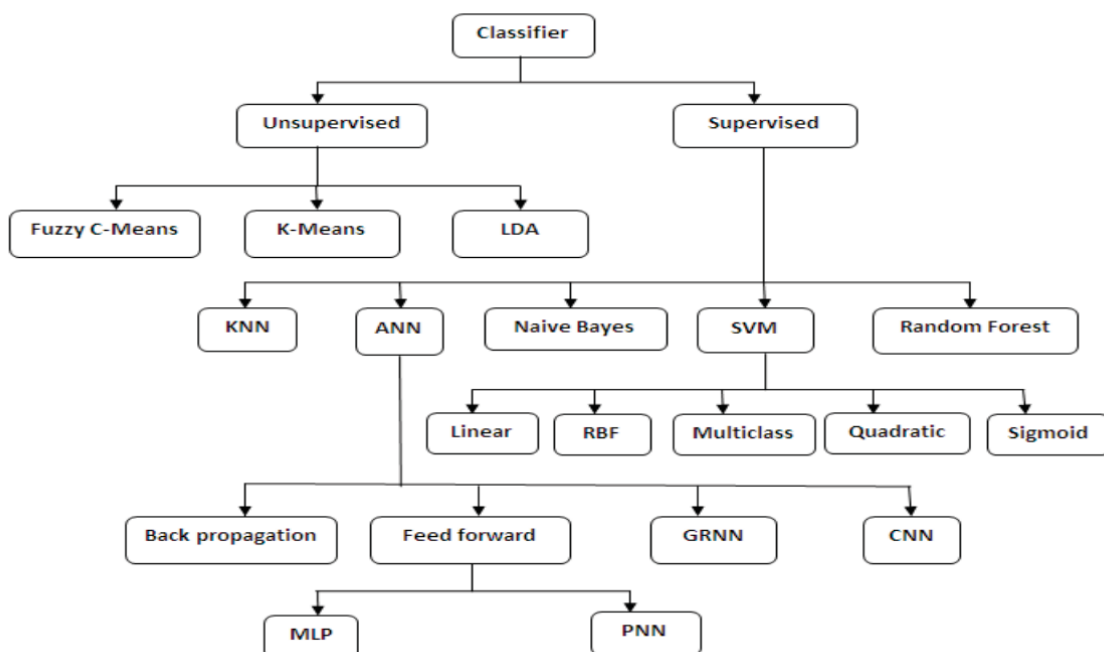 Classifier
Unsupervised
Supervised
Fuzzy C-Means
K-Means
LDA
KNN
ANN
Naive Bayes
SVM
Random Forest
Linear
RBF
Multiclass
Quadratic
Sigmoid
Back propagation
Feed forward
GRNN
CNN
MLP
PNN